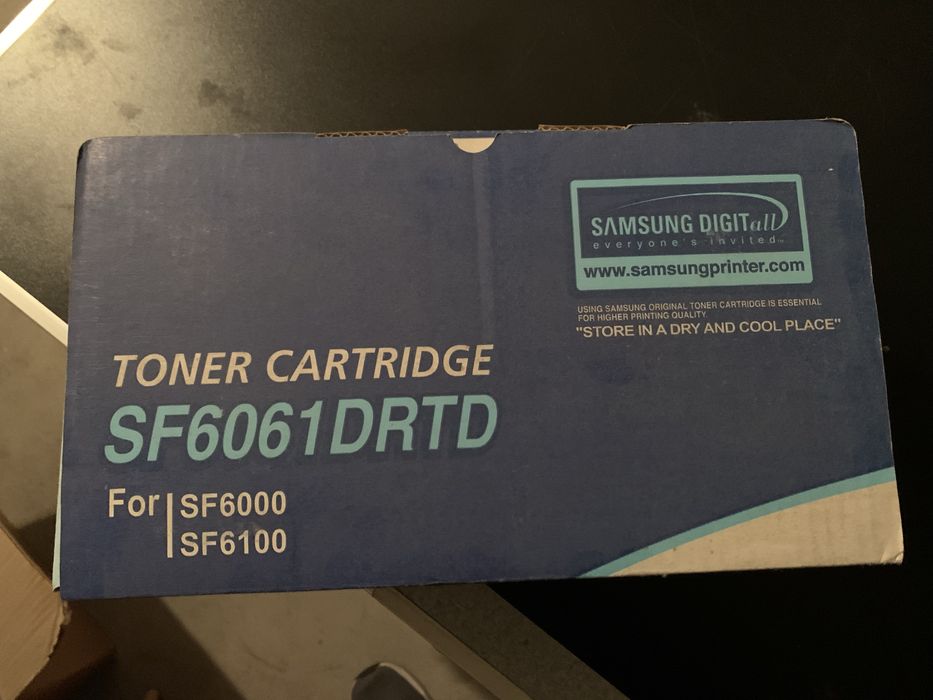 SAMSUNG DIGITall
everyone's invited™
www.samsungprinter.com
USING SAMSUNG ORIGINAL TONER CARTRIDGE IS ESSENTIAL
FOR HIGHER PRINTING QUALITY.
"STORE IN A DRY AND COOL PLACE"
TONER CARTRIDGE
SF6061DRTD
For SF6000
SF6100